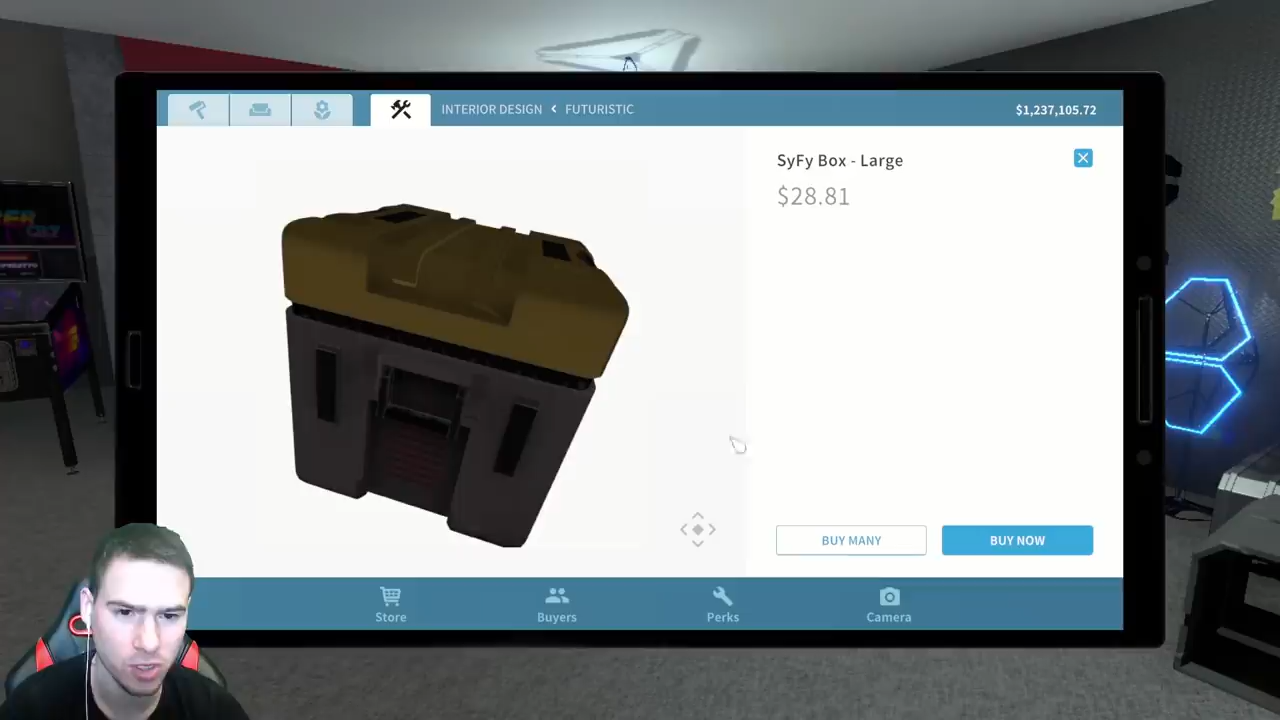 INTERIOR DESIGN < FUTURISTIC
$1,237,105.72
SyFy Box - Large
$28.81
BUY MANY
BUY NOW
Store
Buyers
Perks
Camera